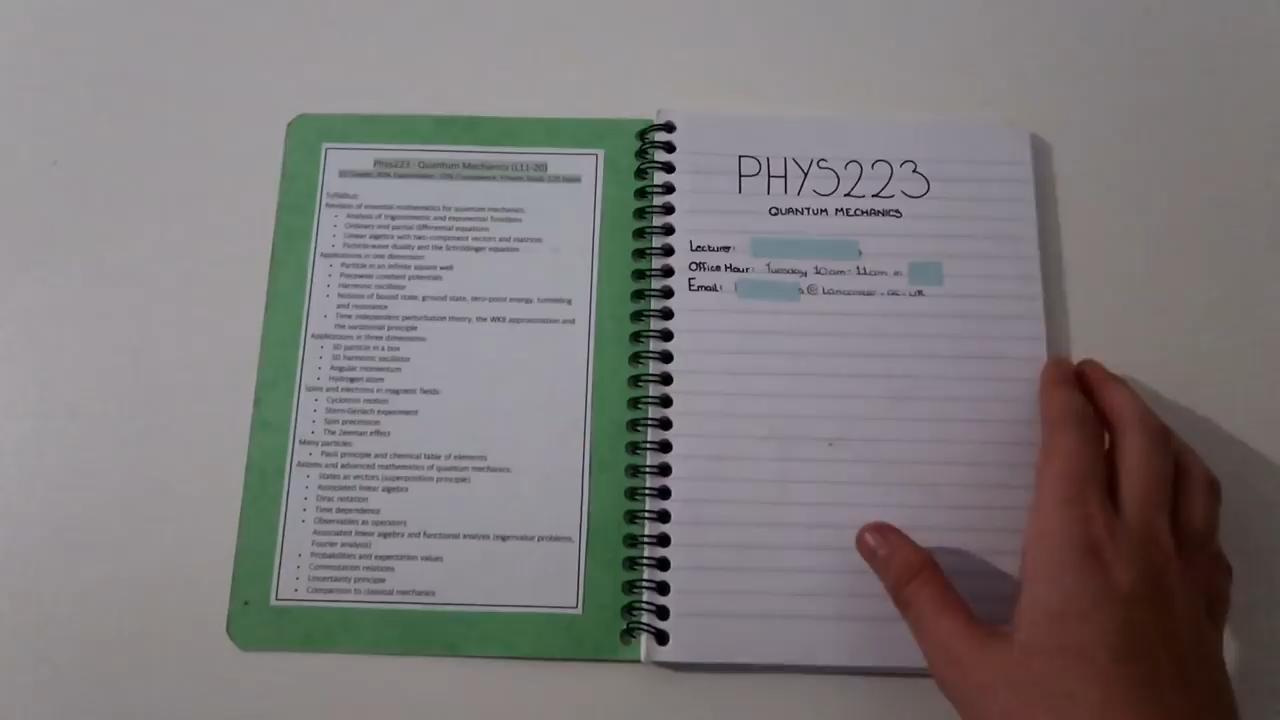 Phys223 - Quantum Mechanics (L11-20)
Syllabus:
Revision of essential mathematics for quantum mechanics:
Analysis of trigonometric and exponential functions
Ordinary and partial differential equations
Linear algebra with two-component vectors and matrices
Particle-wave duality and the Schrödinger equation
Applications in one dimension:
Particle in an infinite square well
Piecewise constant potentials
Harmonic oscillator
Notions of bound state, ground state, zero-point energy, tunneling
and resonance
Time independent perturbation theory, the WKB approximation and
the variational principle
Applications in three dimensions:
3D particle in a box
3D harmonic oscillator
Angular momentum
Hydrogen atom
Spins and electrons in magnetic fields:
Cyclotron motion
Stern-Gerlach experiment
Spin precession
The Zeeman effect
Many particles:
Pauli principle and chemical table of elements
Axioms and advanced mathematics of quantum mechanics:
States as vectors (superposition principle)
Associated linear algebra
Dirac notation
Time dependence
Observables as operators
Associated linear algebra and functional analysis (eigenvalue problems,
Fourier analysis)
Probabilities and expectation values
Commutation relations
Uncertainty principle
Comparison to classical mechanics
PHYS223
QUANTUM MECHANICS
Lecturer:
Office Hour: Tuesday 10am-11am in
Email: @ lancaster.ac.uk